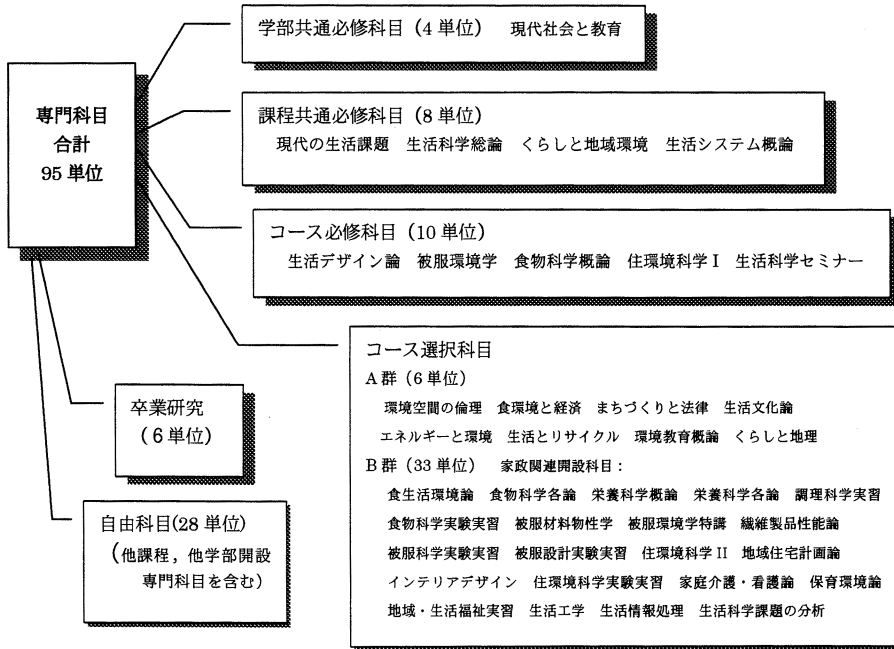 学部共通必修科目（4 単位） 現代社会と教育
専門科目
合計
95 単位
課程共通必修科目（8 単位）
現代の生活課題 生活科学総論 くらしと地域環境 生活システム概論
コース必修科目（10 単位）
生活デザイン論 被服環境学 食物科学概論 住環境科学Ⅰ 生活科学セミナー
コース選択科目
A 群（6 単位）
環境空間の倫理 食環境と経済 まちづくりと法律 生活文化論
エネルギーと環境 生活とリサイクル 環境教育概論 くらしと地理
B 群（33 単位） 家政関連開設科目：
食生活環境論 食物科学各論 栄養科学概論 栄養科学各論 調理科学実習
食物科学実験実習 被服材料物性学 被服環境学特講 繊維製品性能論
被服科学実験実習 被服設計実験実習 住環境科学 II 地域住宅計画論
インテリアデザイン 住環境科学実験実習 家庭介護・看護論 保育環境論
地域・生活福祉実習 生活工学 生活情報処理 生活科学課題の分析
卒業研究
（6 単位）
自由科目(28 単位)
（他課程，他学部開設
専門科目を含む）